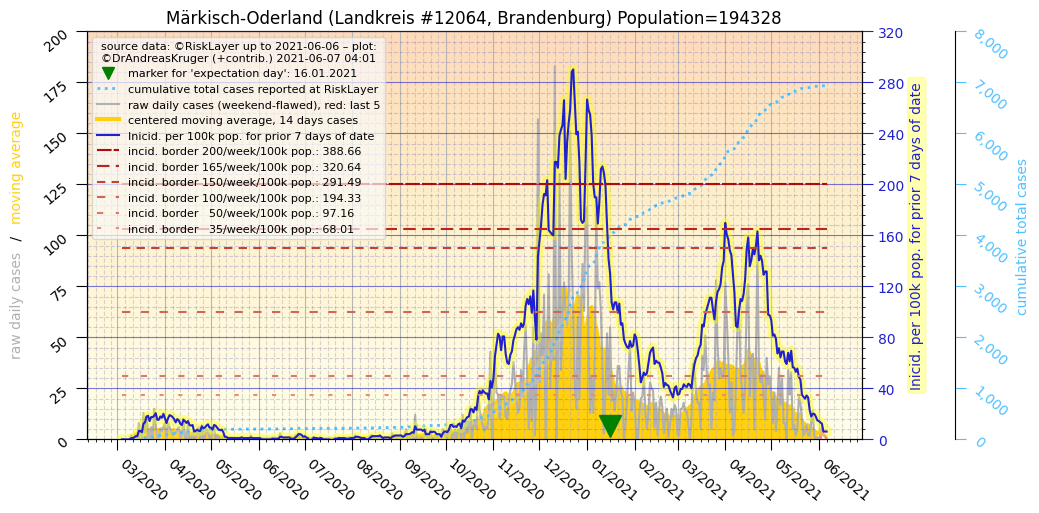 Märkisch-Oderland (Landkreis #12064, Brandenburg) Population=194328
source data: ©RiskLayer up to 2021-06-06 – plot:
©DrAndreasKruger (+contrib.) 2021-06-07 04:01
marker for 'expectation day': 16.01.2021
cumulative total cases reported at RiskLayer
raw daily cases (weekend-flawed), red: last 5
centered moving average, 14 days cases
Inicid. per 100k pop. for prior 7 days of date
incid. border 200/week/100k pop.: 388.66
incid. border 165/week/100k pop.: 320.64
incid. border 150/week/100k pop.: 291.49
incid. border 100/week/100k pop.: 194.33
incid. border   50/week/100k pop.: 97.16
incid. border   35/week/100k pop.: 68.01
raw daily cases / moving average
200
175
150
125
100
75
50
25
0
03/2020
04/2020
05/2020
06/2020
07/2020
08/2020
09/2020
10/2020
11/2020
12/2020
01/2021
02/2021
03/2021
04/2021
05/2021
06/2021
320
280
240
200
160
120
80
40
0
Inicid. per 100k pop. for prior 7 days of date
8,000
7,000
6,000
5,000
4,000
3,000
2,000
1,000
0
cumulative total cases